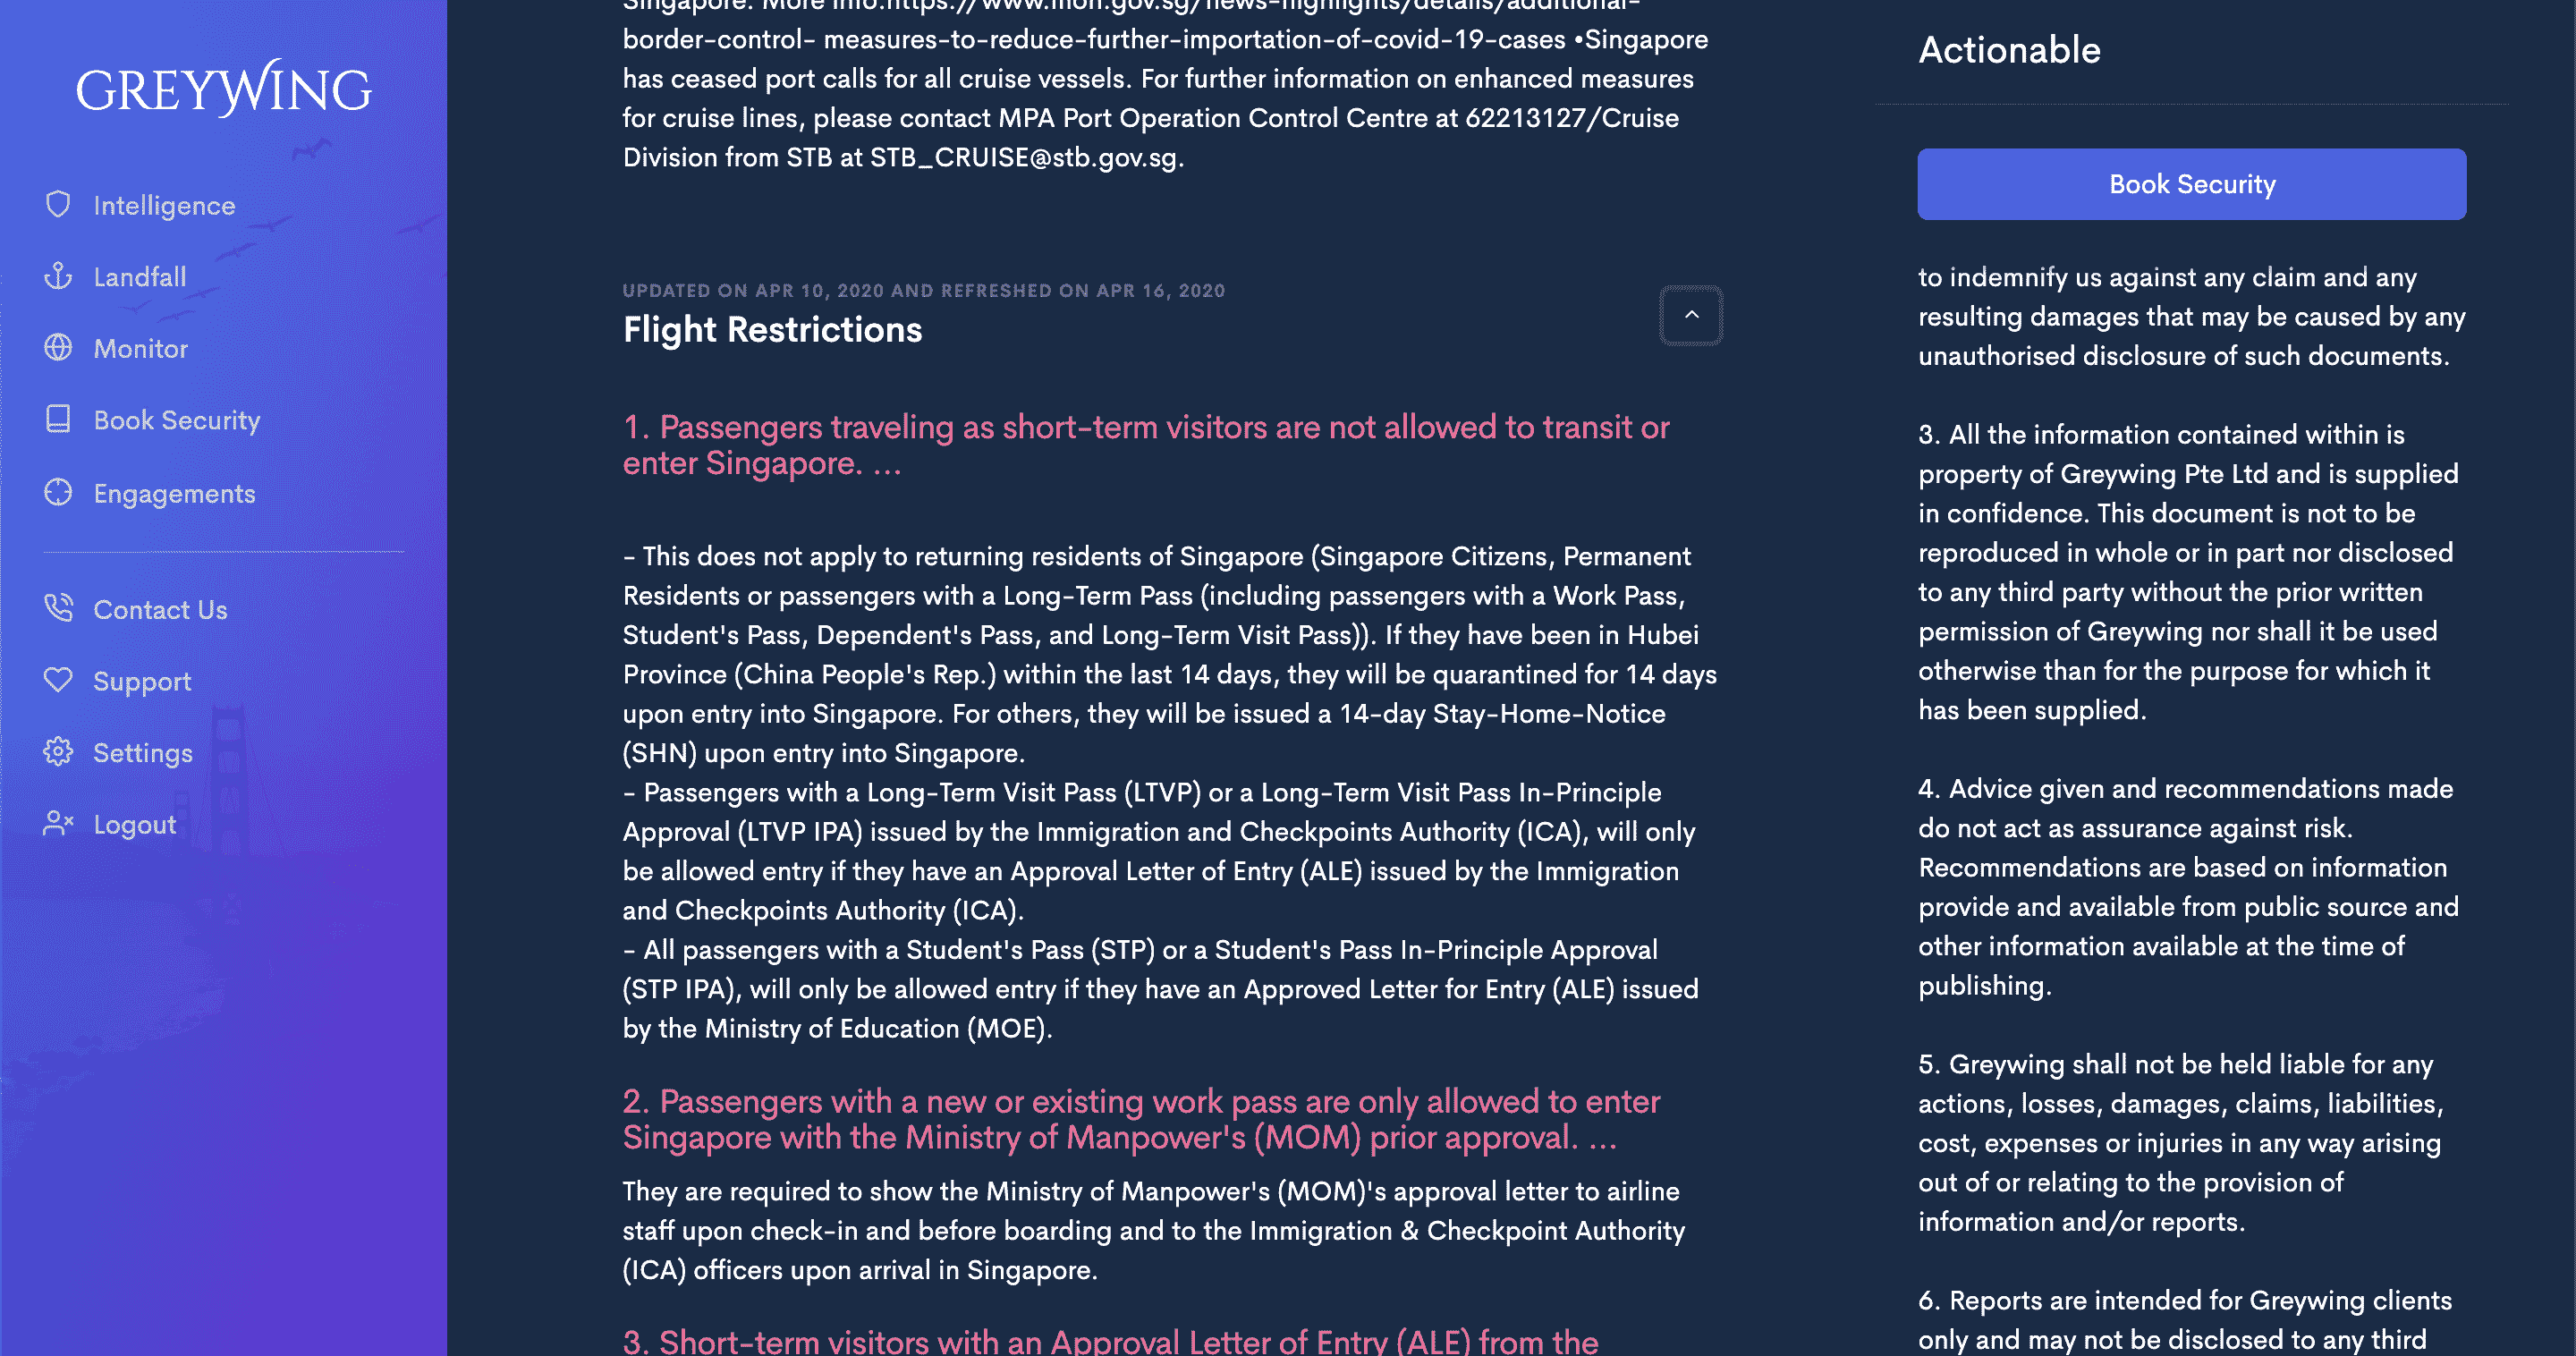 GREYWING
Intelligence
Landfall
Monitor
Book Security
Engagements
Contact Us
Support
Settings
Logout
Singapore. More info:https://www.moh.gov.sg/news-highlights/details/additional-
border-control- measures-to-reduce-further-importation-of-covid-19-cases •Singapore
has ceased port calls for all cruise vessels. For further information on enhanced measures
for cruise lines, please contact MPA Port Operation Control Centre at 62213127/Cruise
Division from STB at STB_CRUISE@stb.gov.sg.
UPDATED ON APR 10, 2020 AND REFRESHED ON APR 16, 2020
Flight Restrictions
1. Passengers traveling as short-term visitors are not allowed to transit or
enter Singapore. ...
- This does not apply to returning residents of Singapore (Singapore Citizens, Permanent
Residents or passengers with a Long-Term Pass (including passengers with a Work Pass,
Student's Pass, Dependent's Pass, and Long-Term Visit Pass)). If they have been in Hubei
Province (China People's Rep.) within the last 14 days, they will be quarantined for 14 days
upon entry into Singapore. For others, they will be issued a 14-day Stay-Home-Notice
(SHN) upon entry into Singapore.
- Passengers with a Long-Term Visit Pass (LTVP) or a Long-Term Visit Pass In-Principle
Approval (LTVP IPA) issued by the Immigration and Checkpoints Authority (ICA), will only
be allowed entry if they have an Approval Letter of Entry (ALE) issued by the Immigration
and Checkpoints Authority (ICA).
- All passengers with a Student's Pass (STP) or a Student's Pass In-Principle Approval
(STP IPA), will only be allowed entry if they have an Approved Letter for Entry (ALE) issued
by the Ministry of Education (MOE).
2. Passengers with a new or existing work pass are only allowed to enter
Singapore with the Ministry of Manpower's (MOM) prior approval. ...
They are required to show the Ministry of Manpower's (MOM)'s approval letter to airline
staff upon check-in and before boarding and to the Immigration & Checkpoint Authority
(ICA) officers upon arrival in Singapore.
3. Short-term visitors with an Approval Letter of Entry (ALE) from the
Actionable
Book Security
to indemnify us against any claim and any
resulting damages that may be caused by any
unauthorised disclosure of such documents.
3. All the information contained within is
property of Greywing Pte Ltd and is supplied
in confidence. This document is not to be
reproduced in whole or in part nor disclosed
to any third party without the prior written
permission of Greywing nor shall it be used
otherwise than for the purpose for which it
has been supplied.
4. Advice given and recommendations made
do not act as assurance against risk.
Recommendations are based on information
provide and available from public source and
other information available at the time of
publishing.
5. Greywing shall not be held liable for any
actions, losses, damages, claims, liabilities,
cost, expenses or injuries in any way arising
out of or relating to the provision of
information and/or reports.
6. Reports are intended for Greywing clients
only and may not be disclosed to any third